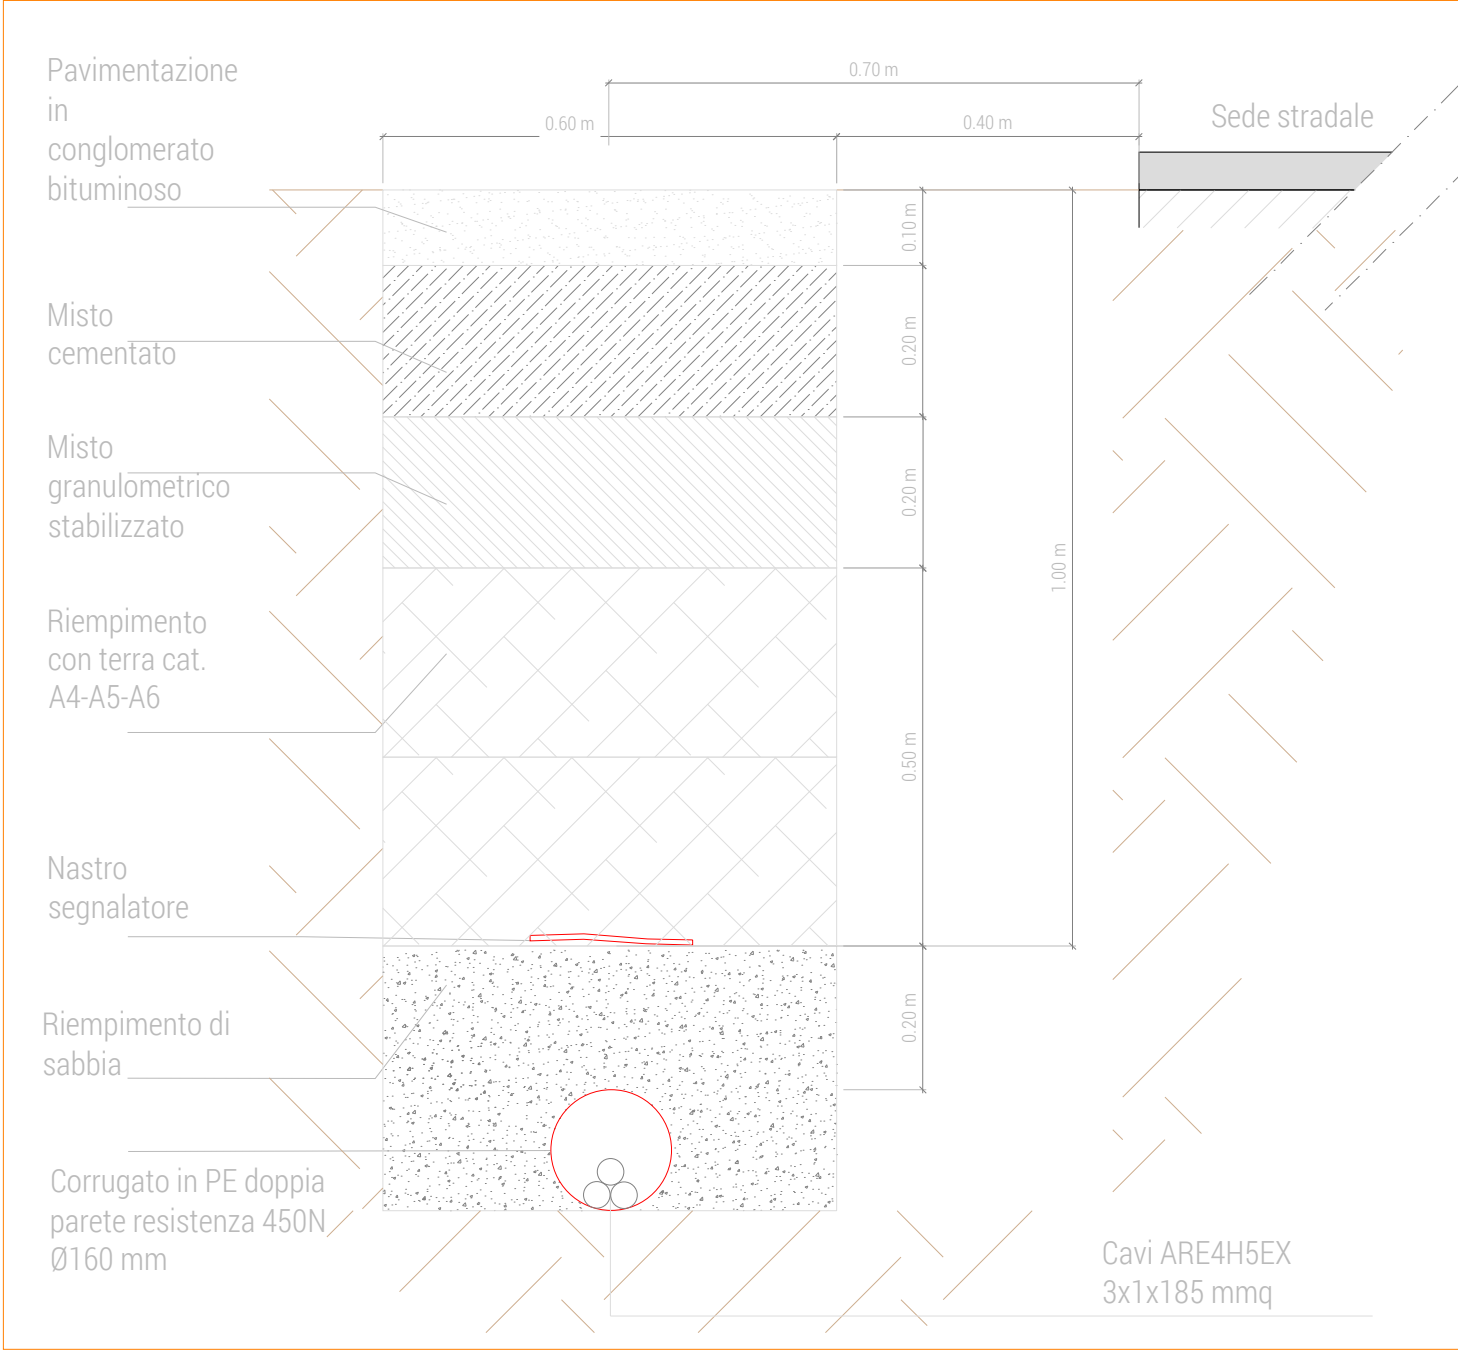 Pavimentazione
in
conglomerato
bituminoso
0.70 m
0.60 m
0.40 m
Sede stradale
0.10 m
Misto
cementato
0.20 m
Misto
granulometrico
stabilizzato
0.20 m
1.00 m
Riempimento
con terra cat.
A4-A5-A6
0.50 m
Nastro
segnalatore
Riempimento di
sabbia
0.20 m
Corrugato in PE doppia
parete resistenza 450N
Ø160 mm
Cavi ARE4H5EX
3x1x185 mmq